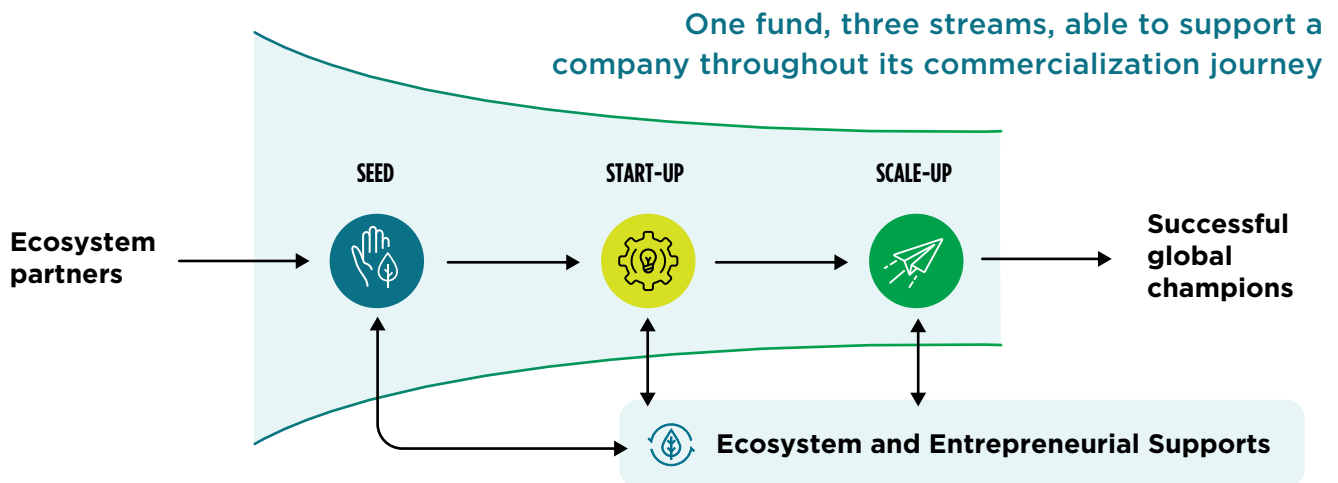 One fund, three streams, able to support a
company throughout its commercialization journey
SEED
START-UP
SCALE-UP
Ecosystem
partners
Successful
global
champions
Ecosystem and Entrepreneurial Supports